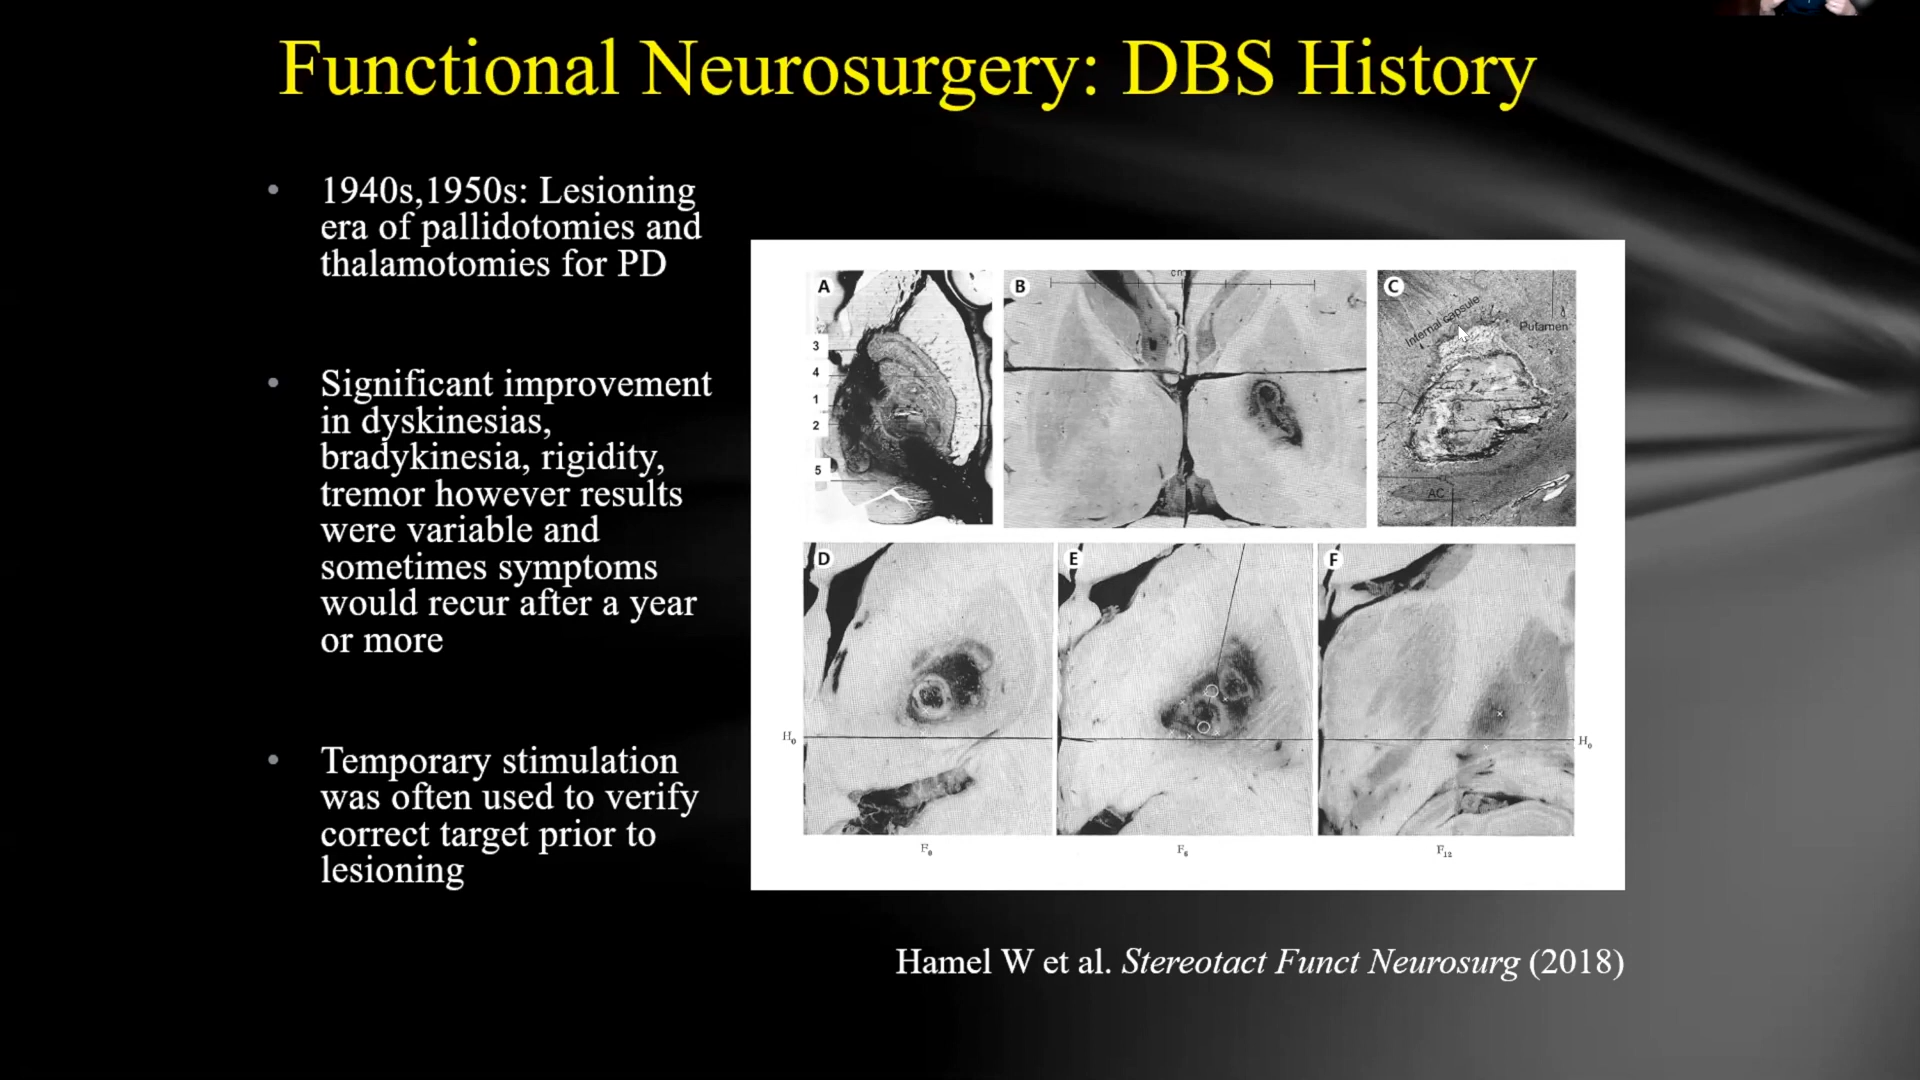 Functional Neurosurgery: DBS History
• 1940s,1950s: Lesioning
era of pallidotomies and
thalamotomies for PD
• Significant improvement
in dyskinesias,
bradykinesia, rigidity,
tremor however results
were variable and
sometimes symptoms
would recur after a year
or more
• Temporary stimulation
was often used to verify
correct target prior to
lesioning
A
3
4
1
2
5
B
C
Internal capsule
Putamen
AC
D
E
F
H₀
H₀
F₀
F₆
F₁₂
Hamel W et al. Stereotact Funct Neurosurg (2018)